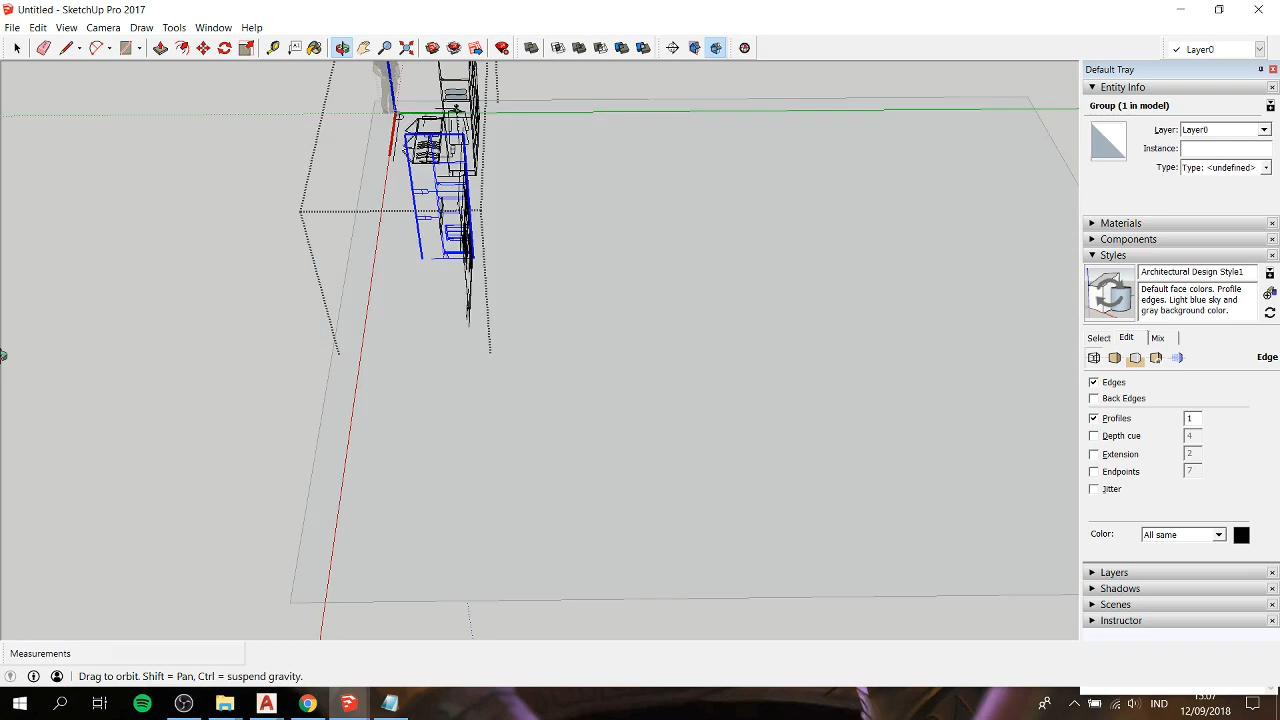 Untitled - SketchUp Pro 2017
File Edit View Camera Draw Tools Window Help
Layer0
Default Tray
Entity Info
Group (1 in model)
Layer: Layer0
Instance:
Type: Type: <undefined>
Materials
Components
Styles
Architectural Design Style1
Default face colors. Profile
edges. Light blue sky and
gray background color.
Select Edit Mix
Edge
Edges
Back Edges
Profiles 1
Depth cue 4
Extension 2
Endpoints 7
Jitter
Color: All same
Layers
Shadows
Scenes
Instructor
Measurements
Drag to orbit. Shift = Pan, Ctrl = suspend gravity.
IND
15.07
12/09/2018